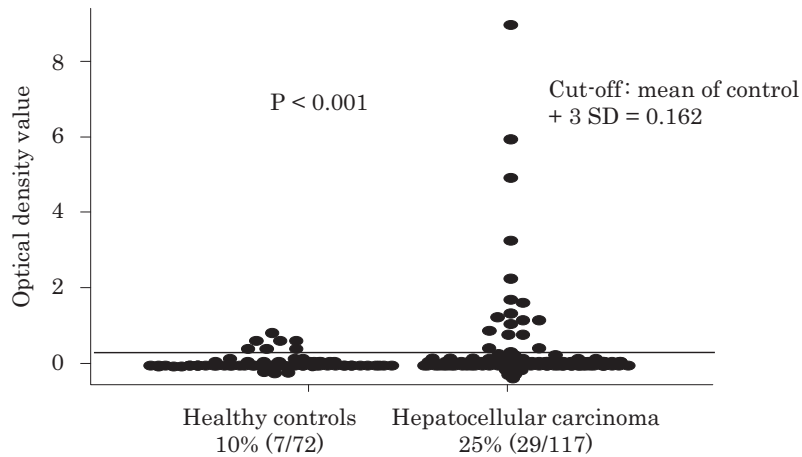 8
6
4
2
0
Optical density value
P < 0.001
Cut-off: mean of control
+ 3 SD = 0.162
Healthy controls
10% (7/72)
Hepatocellular carcinoma
25% (29/117)